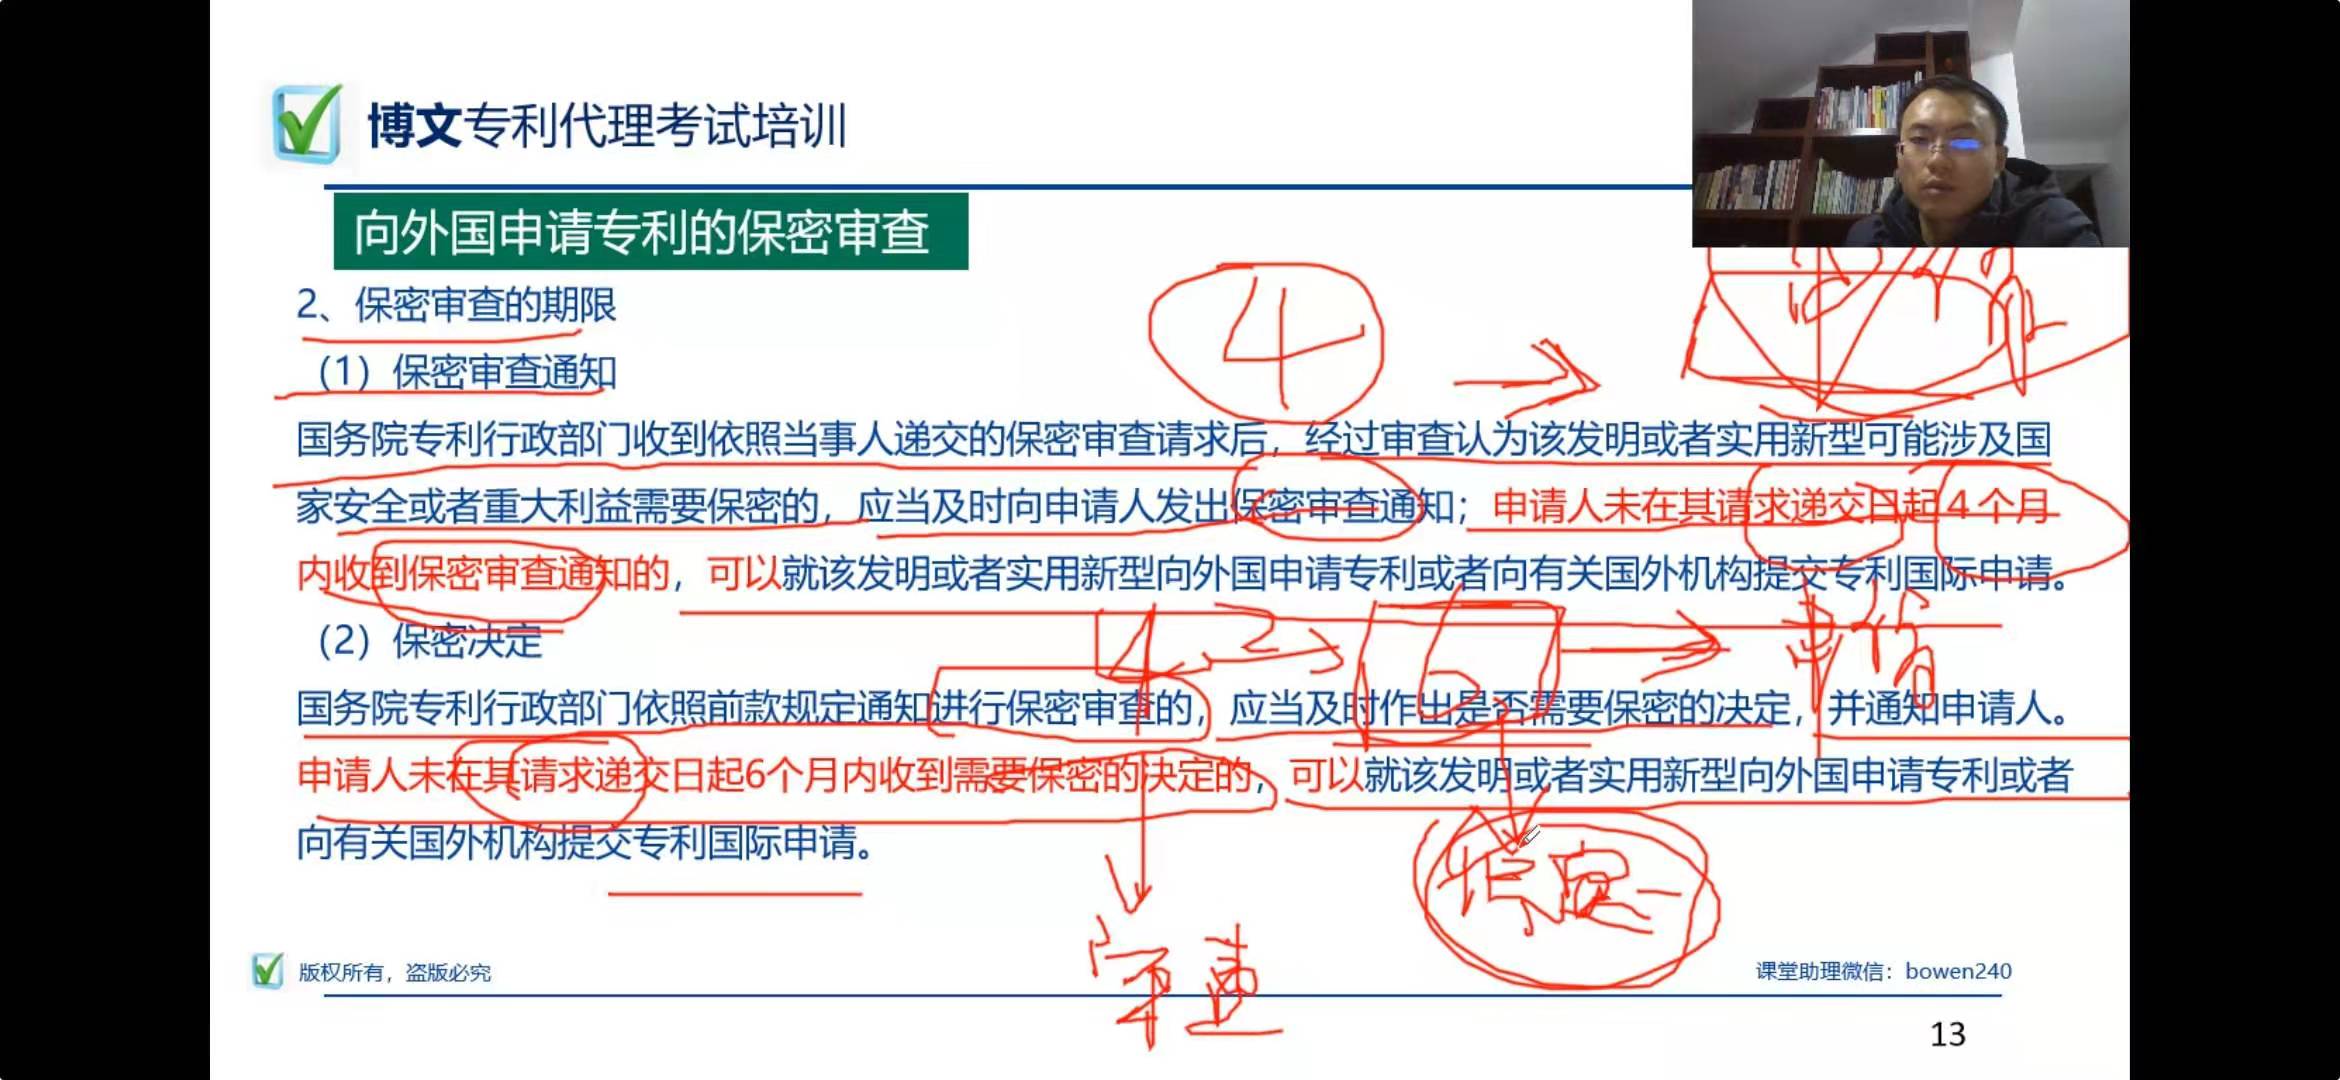 博文专利代理考试培训
向外国申请专利的保密审查
2、保密审查的期限
（1）保密审查通知
4
国务院专利行政部门收到依照当事人递交的保密审查请求后，经过审查认为该发明或者实用新型可能涉及国
家安全或者重大利益需要保密的，应当及时向申请人发出保密审查通知；申请人未在其请求递交日起4个月
内收到保密审查通知的，可以就该发明或者实用新型向外国申请专利或者向有关国外机构提交专利国际申请。
（2）保密决定
4 2 6 申请
国务院专利行政部门依照前款规定通知进行保密审查的，应当及时作出是否需要保密的决定，并通知申请人。
申请人未在其请求递交日起6个月内收到需要保密的决定的，可以就该发明或者实用新型向外国申请专利或者
向有关国外机构提交专利国际申请。
审查
版权所有，盗版必究
课堂助理微信：bowen240
13